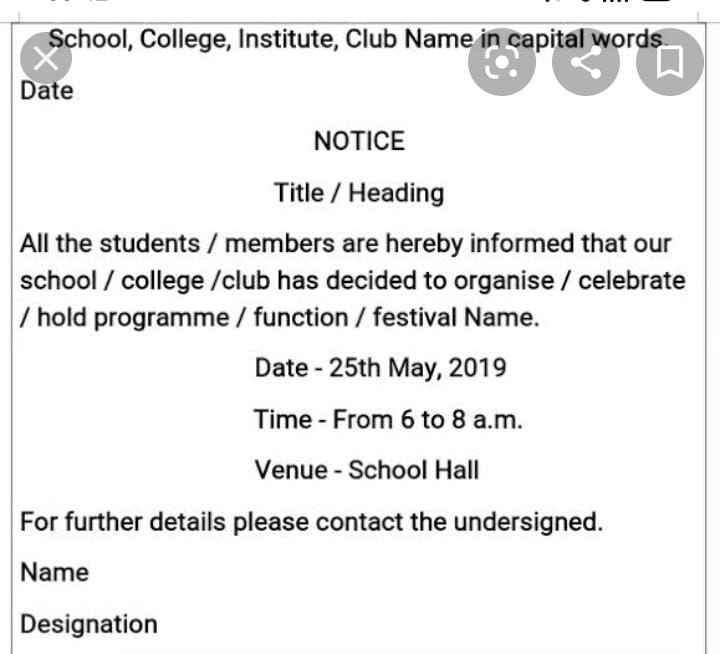 School, College, Institute, Club Name in capital words.
Date
NOTICE
Title / Heading
All the students / members are hereby informed that our
school / college /club has decided to organise / celebrate
/ hold programme / function / festival Name.
Date - 25th May, 2019
Time - From 6 to 8 a.m.
Venue - School Hall
For further details please contact the undersigned.
Name
Designation